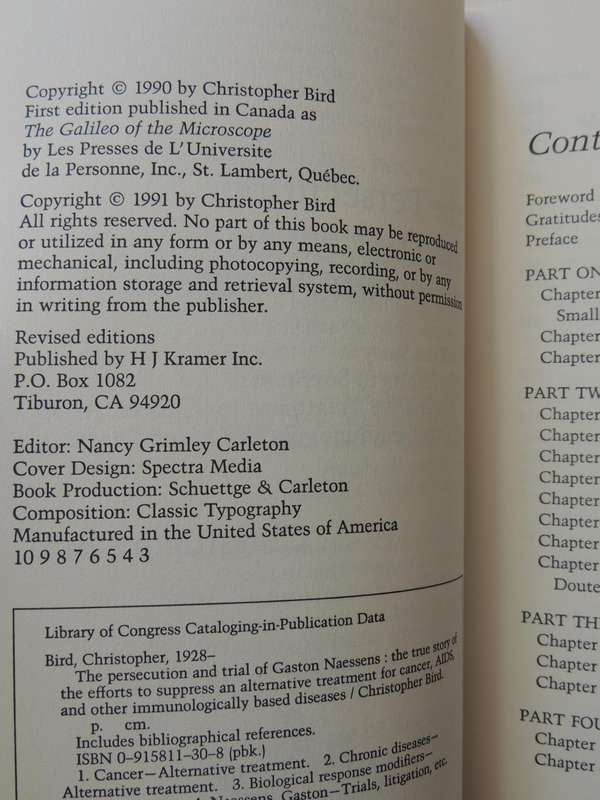 Copyright © 1990 by Christopher Bird
First edition published in Canada as
The Galileo of the Microscope
by Les Presses de L'Universite
de la Personne, Inc., St. Lambert, Québec.
Copyright © 1991 by Christopher Bird
All rights reserved. No part of this book may be reproduced
or utilized in any form or by any means, electronic or
mechanical, including photocopying, recording, or by any
information storage and retrieval system, without permission
in writing from the publisher.
Revised editions
Published by H J Kramer Inc.
P.O. Box 1082
Tiburon, CA 94920
Editor: Nancy Grimley Carleton
Cover Design: Spectra Media
Book Production: Schuettge & Carleton
Composition: Classic Typography
Manufactured in the United States of America
10 9 8 7 6 5 4 3
Library of Congress Cataloging-in-Publication Data
Bird, Christopher, 1928–
The persecution and trial of Gaston Naessens : the true story of
the efforts to suppress an alternative treatment for cancer, AIDS,
and other immunologically based diseases / Christopher Bird.
p. cm.
Includes bibliographical references.
ISBN 0–915811–30–8 (pbk.)
1. Cancer—Alternative treatment. 2. Chronic diseases—
Alternative treatment. 3. Biological response modifiers—
Naessens, Gaston—Trials, litigation, etc.
Cont
Foreword
Gratitudes
Preface
PART ON
Chapter
Small
Chapter
Chapter
PART TW
Chapter
Chapter
Chapter
Chapter
Chapter
Chapter
Chapter
Chapter
Doute
PART THI
Chapter
Chapter
Chapter
PART FOU
Chapter
Chapter